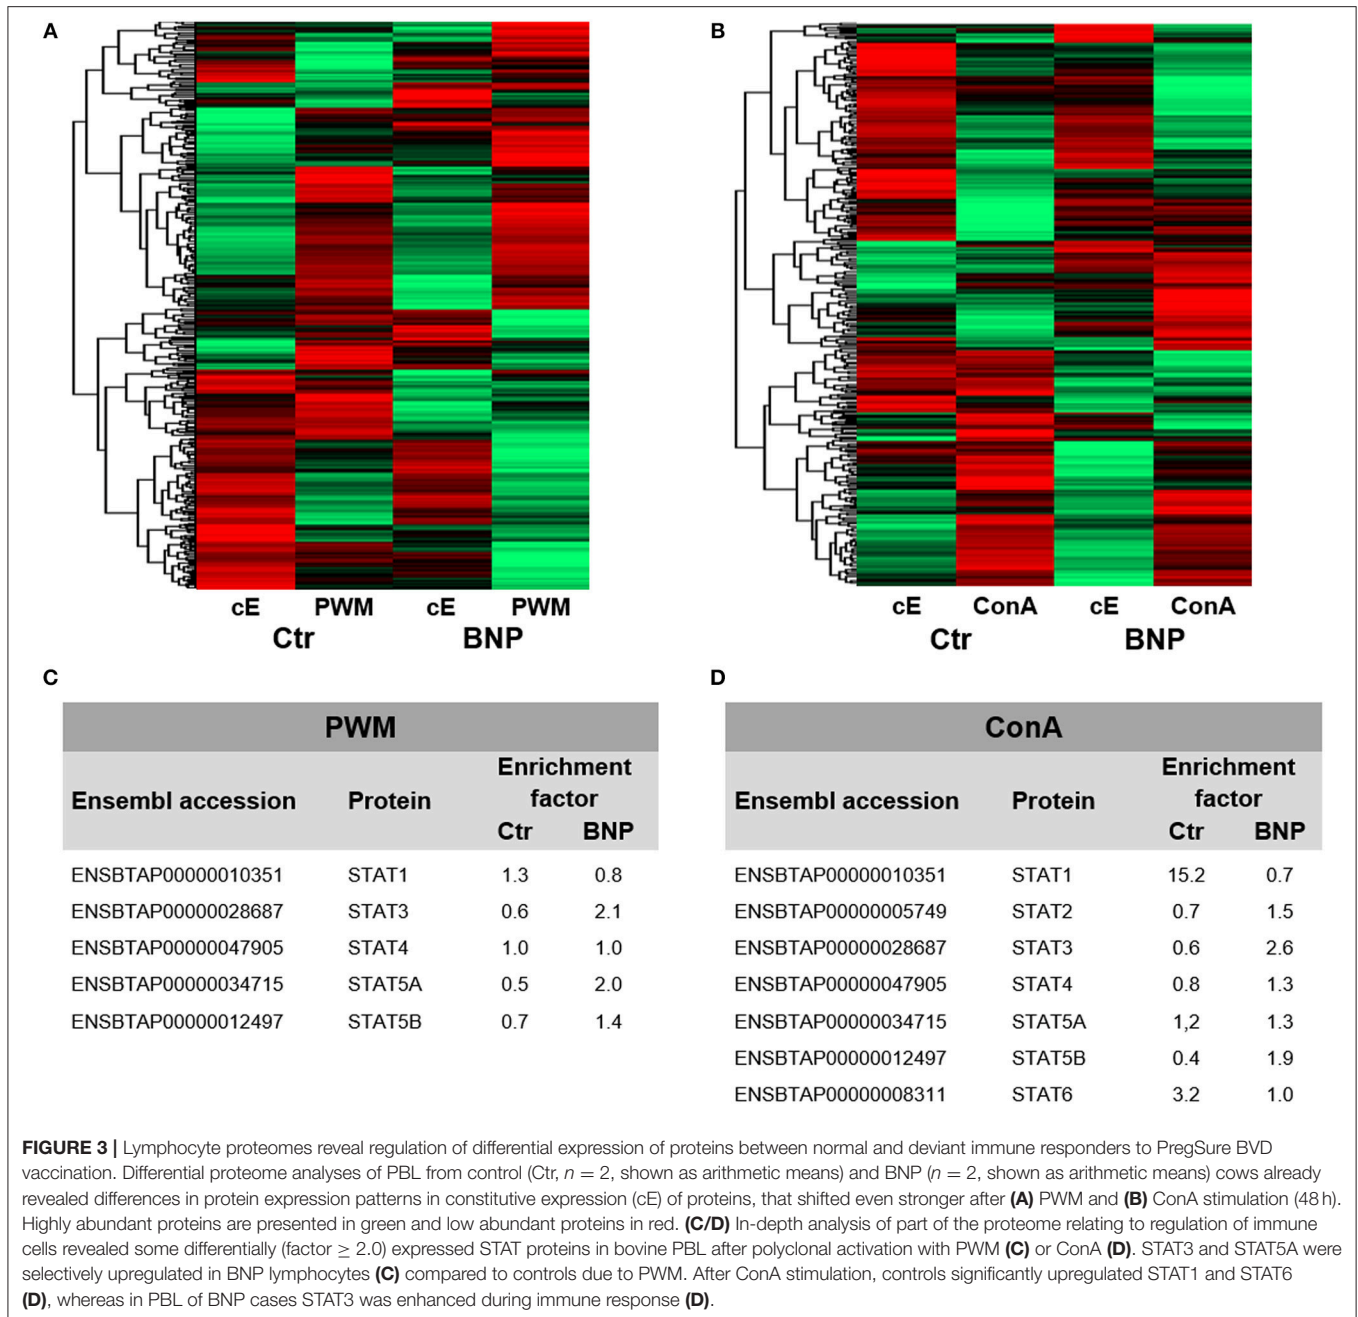 A
B
cE PWM cE PWM
Ctr BNP
cE ConA cE ConA
Ctr BNP
C
PWM
Ensembl accession Protein Enrichment factor
Ctr BNP
ENSBTAP00000010351 STAT1 1.3 0.8
ENSBTAP00000028687 STAT3 0.6 2.1
ENSBTAP00000047905 STAT4 1.0 1.0
ENSBTAP00000034715 STAT5A 0.5 2.0
ENSBTAP00000012497 STAT5B 0.7 1.4
D
ConA
Ensembl accession Protein Enrichment factor
Ctr BNP
ENSBTAP00000010351 STAT1 15.2 0.7
ENSBTAP00000005749 STAT2 0.7 1.5
ENSBTAP00000028687 STAT3 0.6 2.6
ENSBTAP00000047905 STAT4 0.8 1.3
ENSBTAP00000034715 STAT5A 1,2 1.3
ENSBTAP00000012497 STAT5B 0.4 1.9
ENSBTAP00000008311 STAT6 3.2 1.0
FIGURE 3 | Lymphocyte proteomes reveal regulation of differential expression of proteins between normal and deviant immune responders to PregSure BVD
vaccination. Differential proteome analyses of PBL from control (Ctr, n = 2, shown as arithmetic means) and BNP (n = 2, shown as arithmetic means) cows already
revealed differences in protein expression patterns in constitutive expression (cE) of proteins, that shifted even stronger after (A) PWM and (B) ConA stimulation (48 h).
Highly abundant proteins are presented in green and low abundant proteins in red. (C/D) In-depth analysis of part of the proteome relating to regulation of immune
cells revealed some differentially (factor ≥ 2.0) expressed STAT proteins in bovine PBL after polyclonal activation with PWM (C) or ConA (D). STAT3 and STAT5A were
selectively upregulated in BNP lymphocytes (C) compared to controls due to PWM. After ConA stimulation, controls significantly upregulated STAT1 and STAT6
(D), whereas in PBL of BNP cases STAT3 was enhanced during immune response (D).